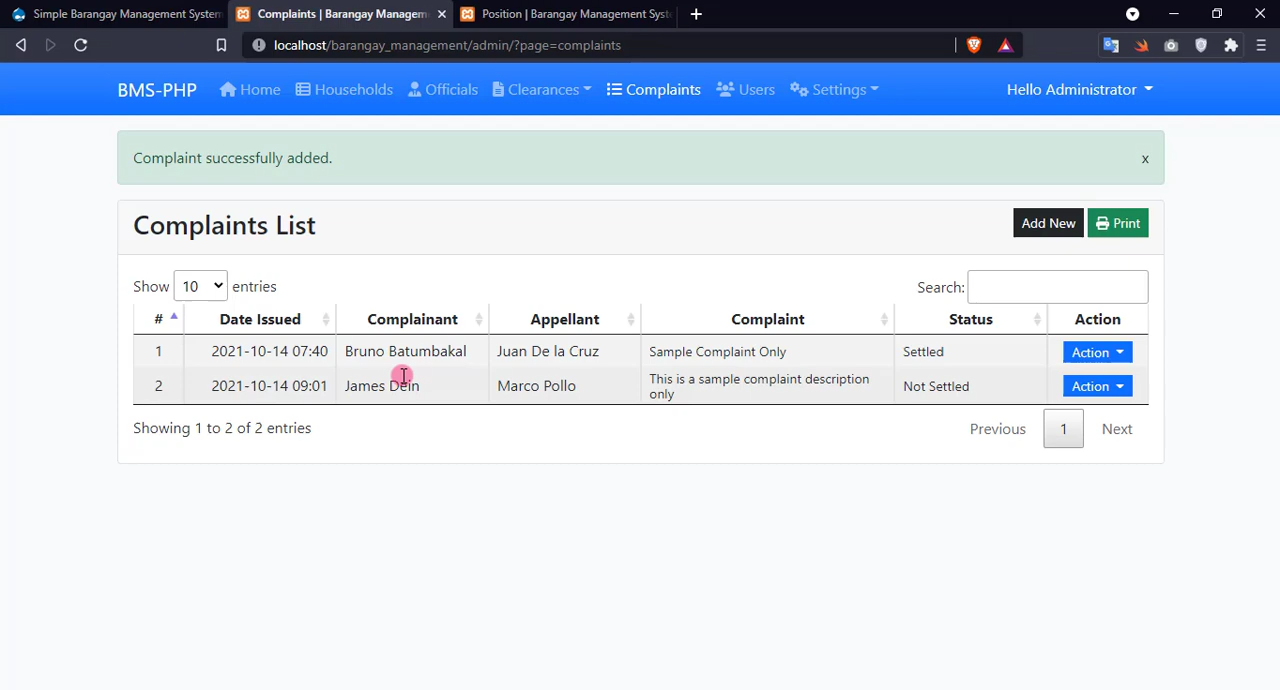 Simple Barangay Management System
Complaints | Barangay Managem
Position | Barangay Management Syst
localhost/barangay_management/admin/?page=complaints
BMS-PHP Home Households Officials Clearances Complaints Users Settings Hello Administrator
Complaint successfully added. x
Complaints List Add New Print
Show 10 entries Search:
# Date Issued Complainant Appellant Complaint Status Action
1 2021-10-14 07:40 Bruno Batumbakal Juan De la Cruz Sample Complaint Only Settled Action
2 2021-10-14 09:01 James Dein Marco Pollo This is a sample complaint description Not Settled Action
only
Showing 1 to 2 of 2 entries Previous 1 Next